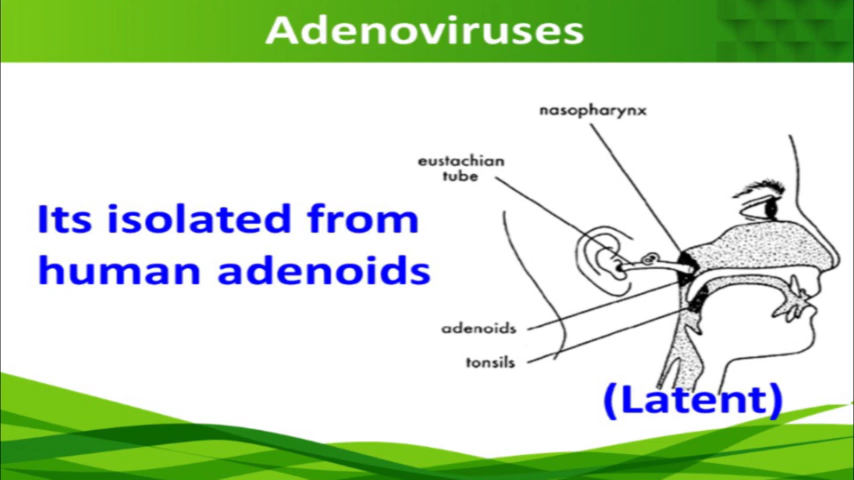 Adenoviruses
nasopharynx
eustachian
tube
Its isolated from
human adenoids
adenoids
tonsils
(Latent)